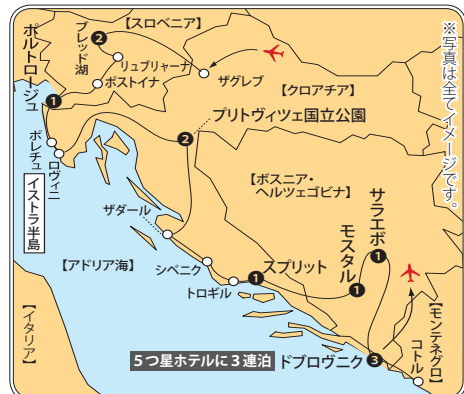 ※写真は全てイメージです。
【スロベニア】
ブレッド湖
2
リュブリャーナ
ポストイナ
ザグレブ
【クロアチア】
ポルトロージュ
1
ポレチュ
ロヴィニ
イストラ半島
2
プリトヴィツェ国立公園
【ボスニア・
ヘルツェゴビナ】
サラエボ
1
モスタル
1
ザダール
【アドリア海】
シベニク
トロギル
1
スプリット
【イタリア】
5つ星ホテルに3連泊
ドブロヴニク
3
【モンテネグロ】
コトル